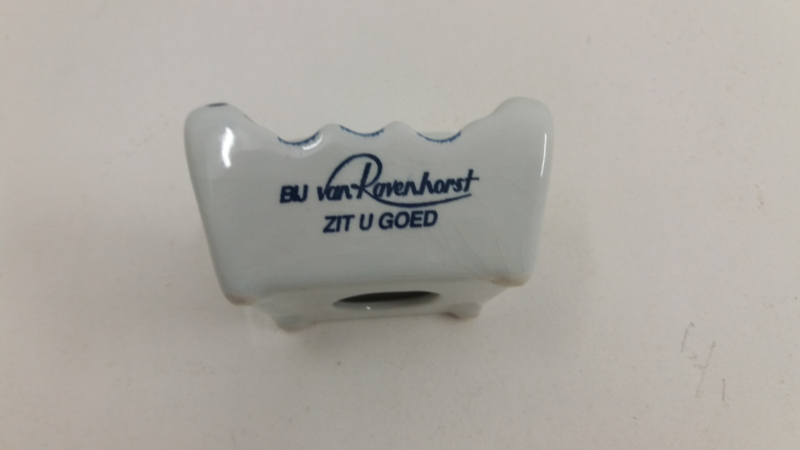 BIJ van Ravenhorst
ZIT U GOED